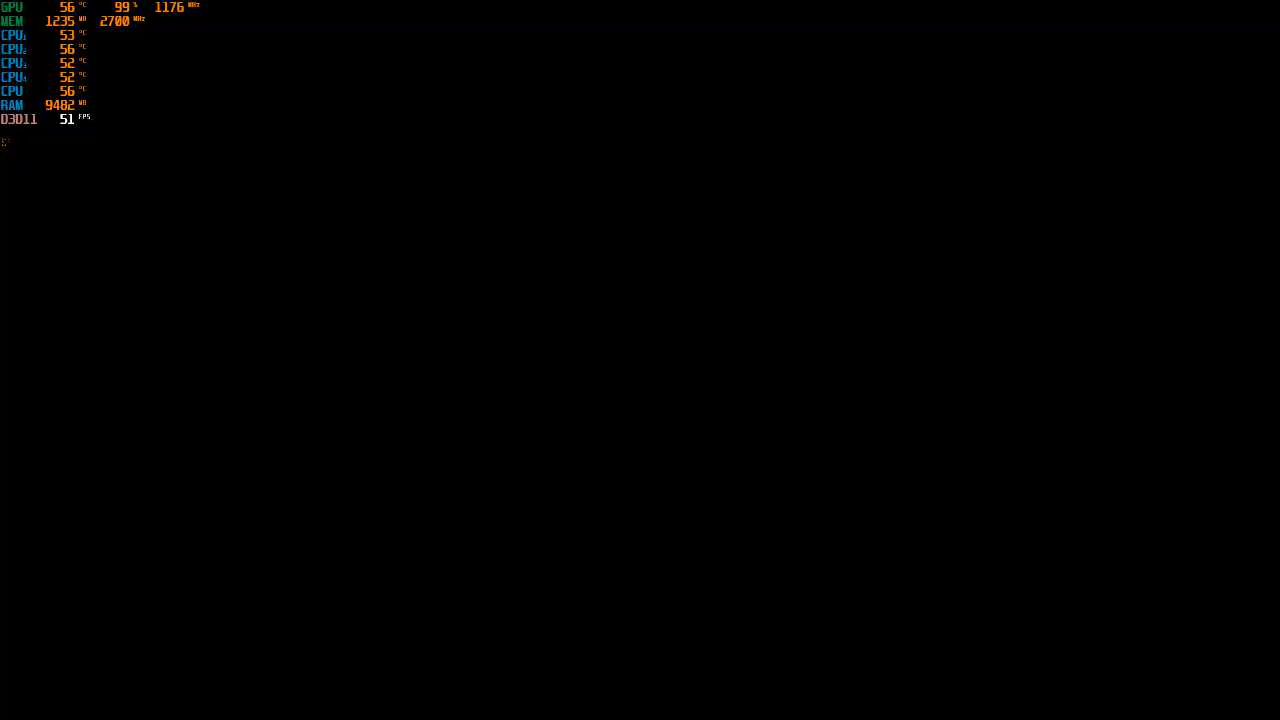 GPU 56 °C 99 % 1176 MHz
MEM 1235 MB 2700 MHz
CPU1 53 °C
CPU2 56 °C
CPU3 52 °C
CPU4 52 °C
CPU 56 °C
RAM 9482 MB
D3D11 51 FPS